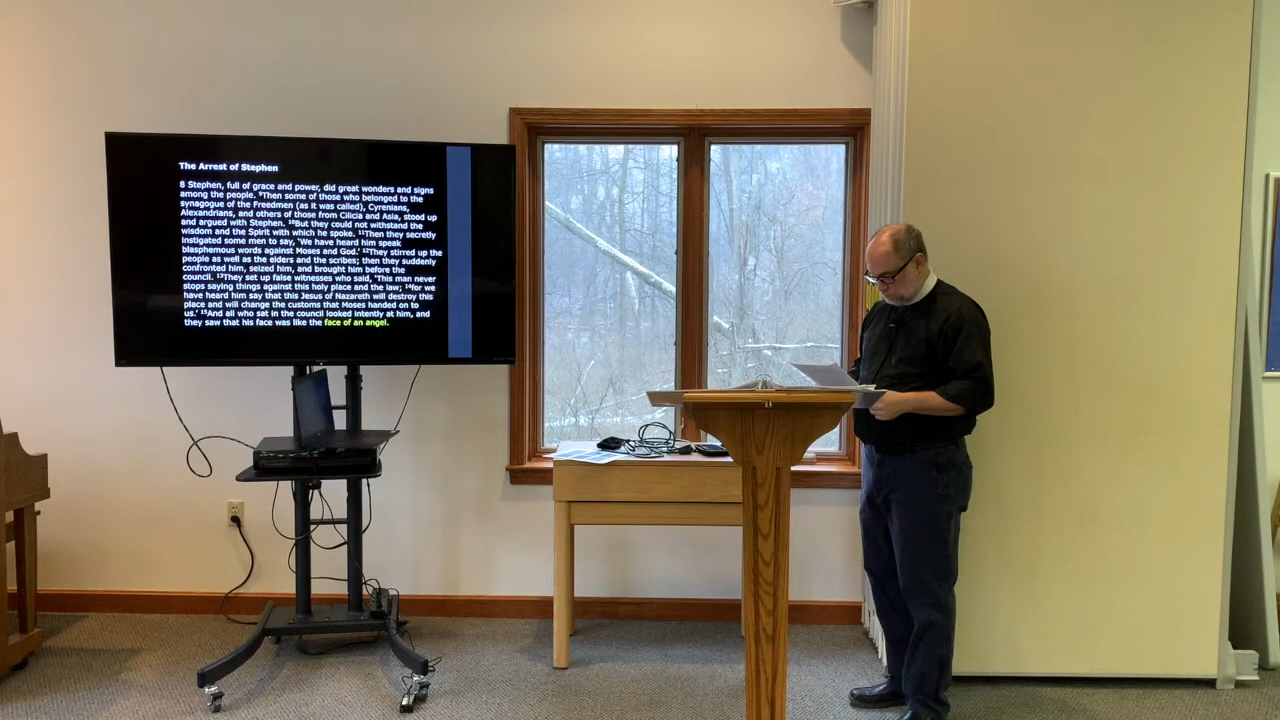 The Arrest of Stephen
8 Stephen, full of grace and power, did great wonders and signs
among the people. ⁹Then some of those who belonged to the
synagogue of the Freedmen (as it was called), Cyrenians,
Alexandrians, and others of those from Cilicia and Asia, stood up
and argued with Stephen. ¹⁰But they could not withstand the
wisdom and the Spirit with which he spoke. ¹¹Then they secretly
instigated some men to say, 'We have heard him speak
blasphemous words against Moses and God.' ¹²They stirred up the
people as well as the elders and the scribes; then they suddenly
confronted him, seized him, and brought him before the
council. ¹³They set up false witnesses who said, 'This man never
stops saying things against this holy place and the law; ¹⁴for we
have heard him say that this Jesus of Nazareth will destroy this
place and will change the customs that Moses handed on to
us.' ¹⁵And all who sat in the council looked intently at him, and
they saw that his face was like the face of an angel.